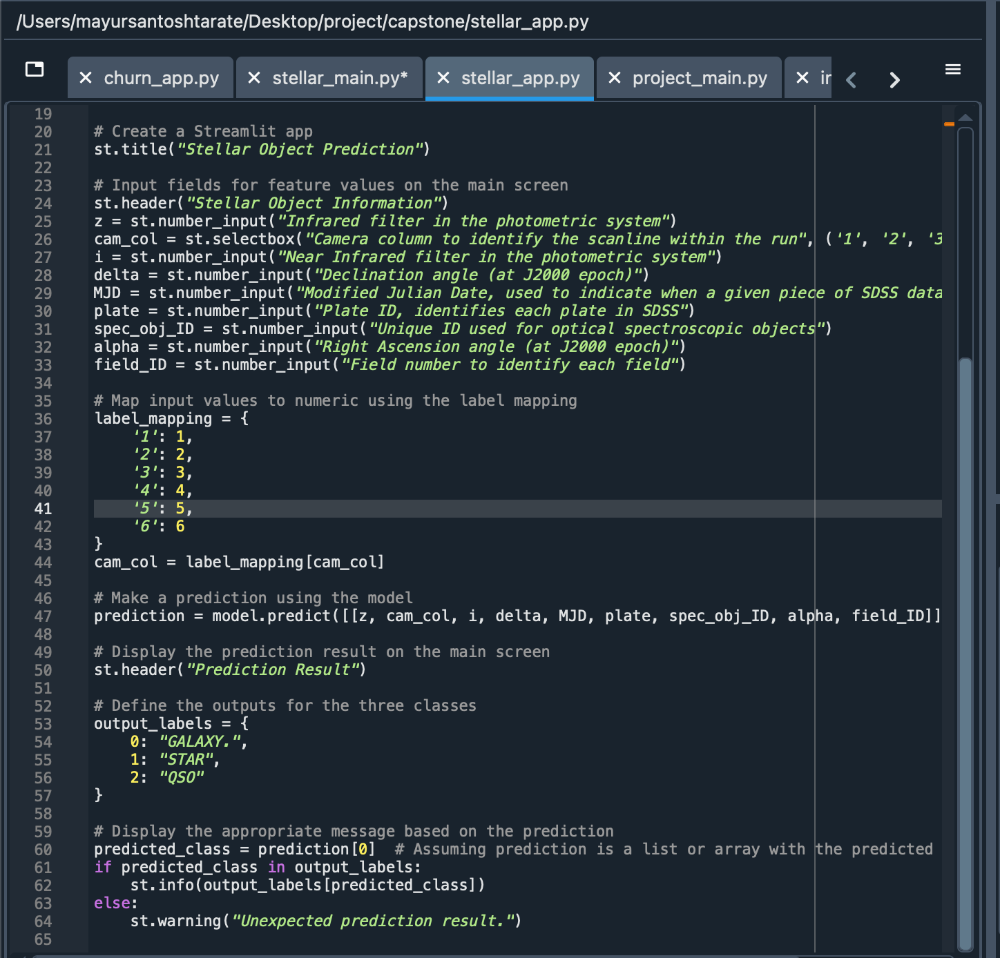 /Users/mayursantoshtarate/Desktop/project/capstone/stellar_app.py
churn_app.py stellar_main.py* stellar_app.py project_main.py
19
20 # Create a Streamlit app
21 st.title("Stellar Object Prediction")
22
23 # Input fields for feature values on the main screen
24 st.header("Stellar Object Information")
25 z = st.number_input("Infrared filter in the photometric system")
26 cam_col = st.selectbox("Camera column to identify the scanline within the run", ('1', '2', '3
27 i = st.number_input("Near Infrared filter in the photometric system")
28 delta = st.number_input("Declination angle (at J2000 epoch)")
29 MJD = st.number_input("Modified Julian Date, used to indicate when a given piece of SDSS data
30 plate = st.number_input("Plate ID, identifies each plate in SDSS")
31 spec_obj_ID = st.number_input("Unique ID used for optical spectroscopic objects")
32 alpha = st.number_input("Right Ascension angle (at J2000 epoch)")
33 field_ID = st.number_input("Field number to identify each field")
34
35 # Map input values to numeric using the label mapping
36 label_mapping = {
37     '1': 1,
38     '2': 2,
39     '3': 3,
40     '4': 4,
41     '5': 5,
42     '6': 6
43 }
44 cam_col = label_mapping[cam_col]
45
46 # Make a prediction using the model
47 prediction = model.predict([[z, cam_col, i, delta, MJD, plate, spec_obj_ID, alpha, field_ID]]
48
49 # Display the prediction result on the main screen
50 st.header("Prediction Result")
51
52 # Define the outputs for the three classes
53 output_labels = {
54     0: "GALAXY.",
55     1: "STAR",
56     2: "QSO"
57 }
58
59 # Display the appropriate message based on the prediction
60 predicted_class = prediction[0]  # Assuming prediction is a list or array with the predicted
61 if predicted_class in output_labels:
62     st.info(output_labels[predicted_class])
63 else:
64     st.warning("Unexpected prediction result.")
65